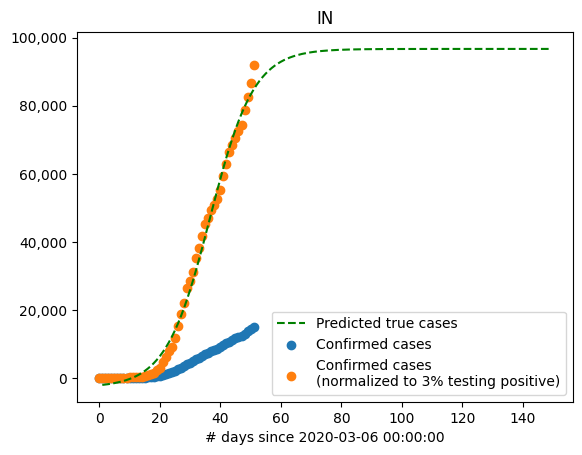 IN
100,000
80,000
60,000
40,000
20,000
0
Predicted true cases
Confirmed cases
Confirmed cases
(normalized to 3% testing positive)
0 20 40 60 80 100 120 140
# days since 2020-03-06 00:00:00